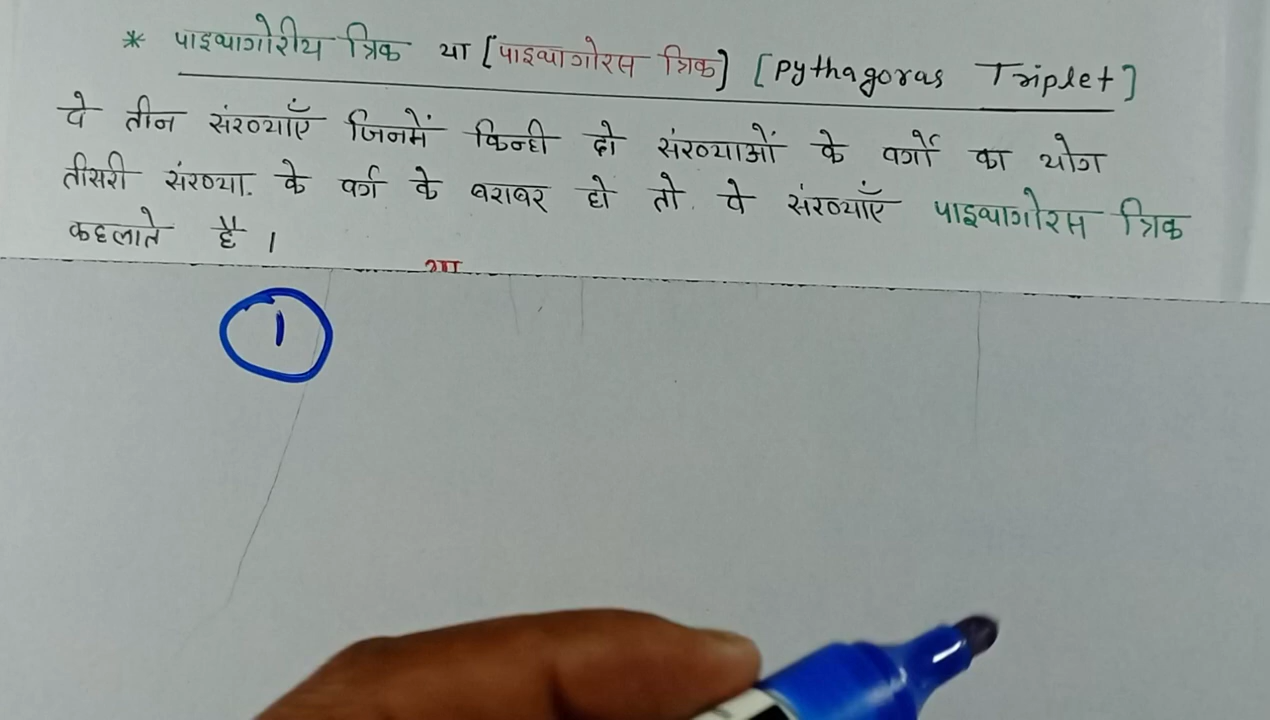 * पाइथागोरीय त्रिक या [पाइथागोरस त्रिक] [Pythagoras Triplet]
वे तीन संख्याएँ जिनमें किन्ही दो संख्याओं के वर्गों का योग
तीसरी संख्या. के वर्ग के बराबर हो तो वे संख्याएँ पाइथागोरस त्रिक
कहलाते है ।
1